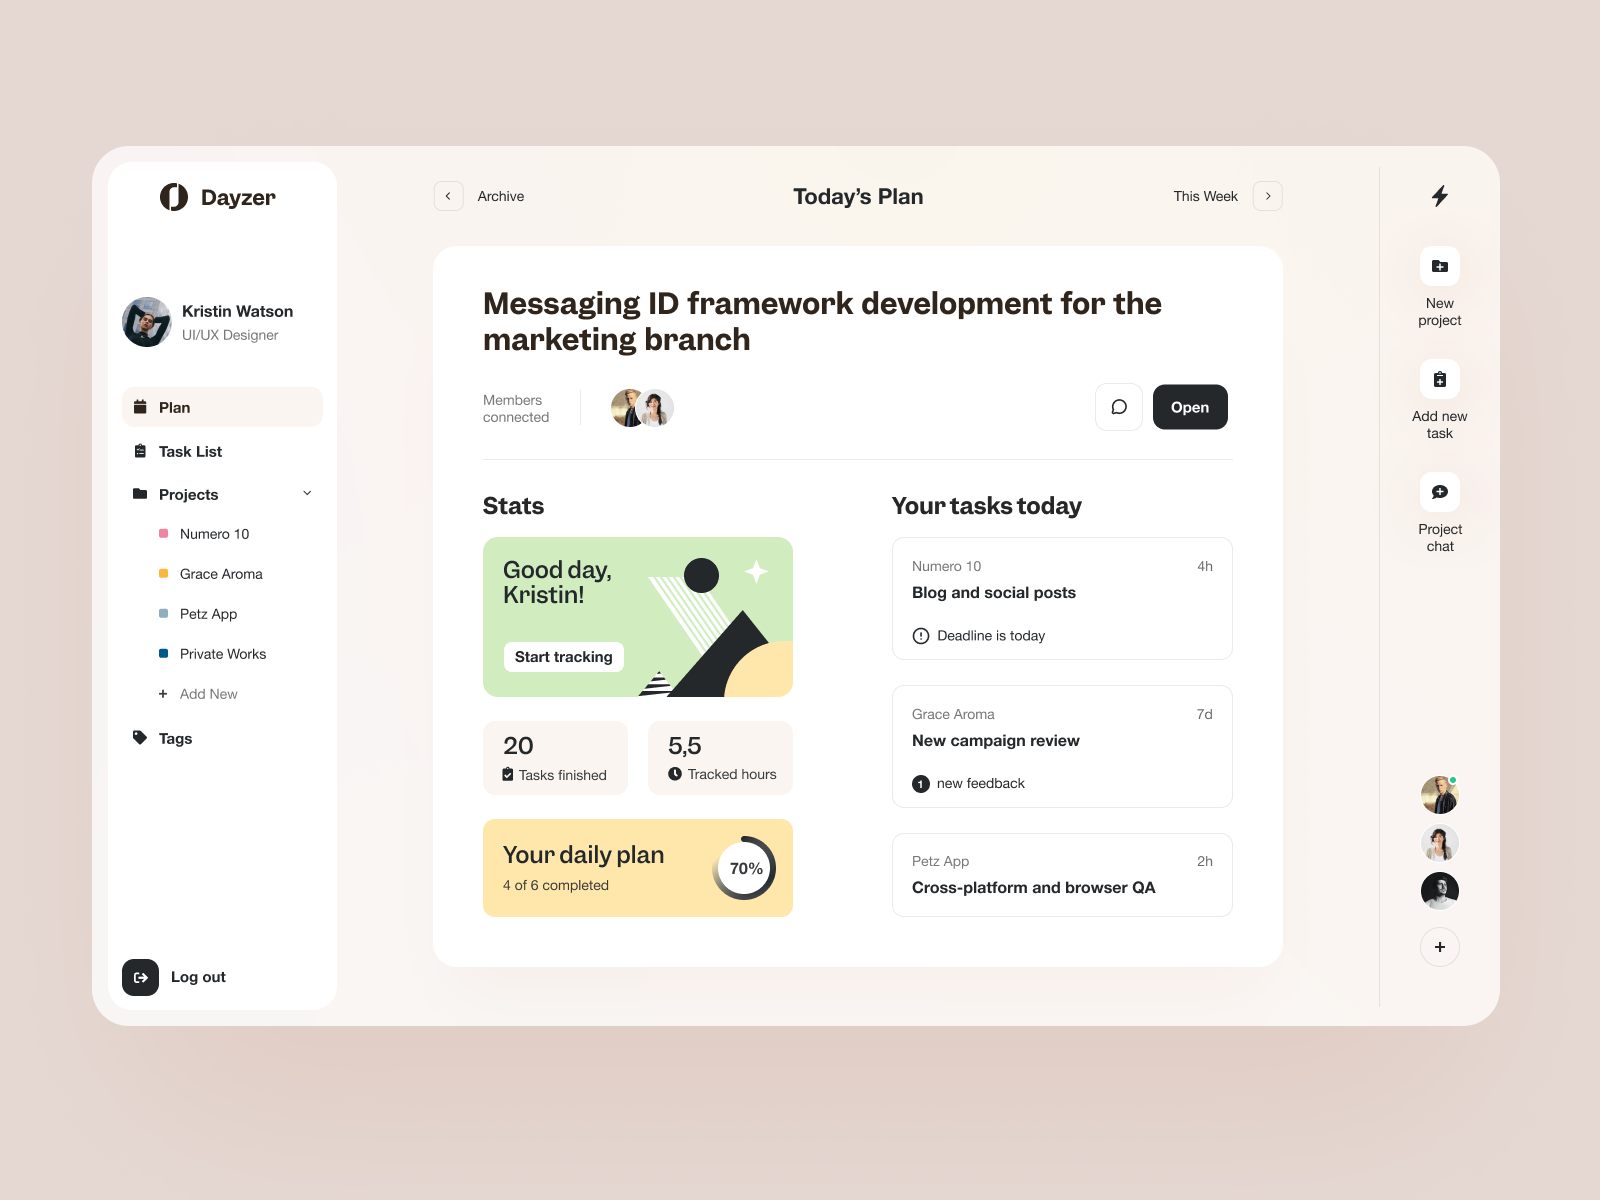 Dayzer
Kristin Watson
UI/UX Designer
Plan
Task List
Projects
Numero 10
Grace Aroma
Petz App
Private Works
Add New
Tags
Log out
Archive
Today’s Plan
This Week
Messaging ID framework development for the
marketing branch
Members
connected
Open
Stats
Good day,
Kristin!
Start tracking
20
Tasks finished
5,5
Tracked hours
Your daily plan
4 of 6 completed
70%
Your tasks today
Numero 10
4h
Blog and social posts
Deadline is today
Grace Aroma
7d
New campaign review
1 new feedback
Petz App
2h
Cross-platform and browser QA
New
project
Add new
task
Project
chat